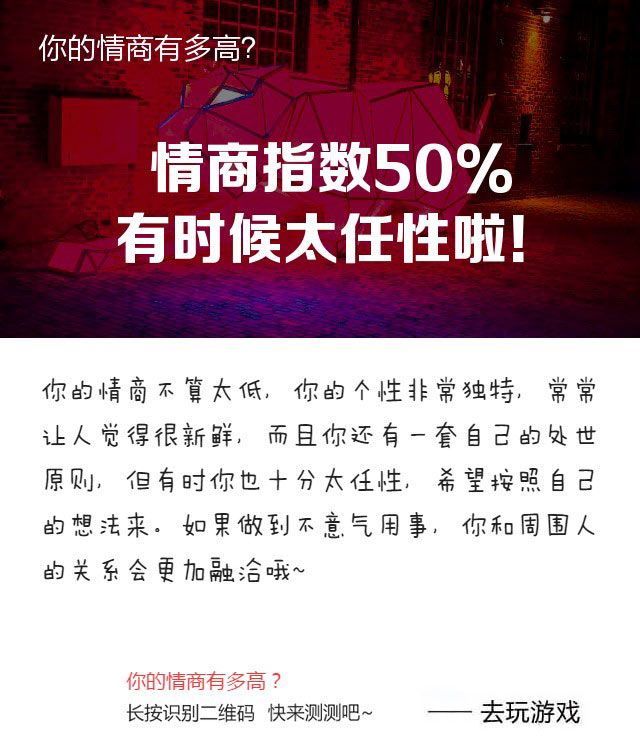 你的情商有多高?
情商指数50%
有时候太任性啦!
你的情商不算太低，你的个性非常独特，常常
让人觉得很新鲜，而且你还有一套自己的处世
原则，但有时你也十分太任性，希望按照自己
的想法来。如果做到不意气用事，你和周围人
的关系会更加融洽哦~
你的情商有多高？
长按识别二维码 快来测测吧~
—— 去玩游戏